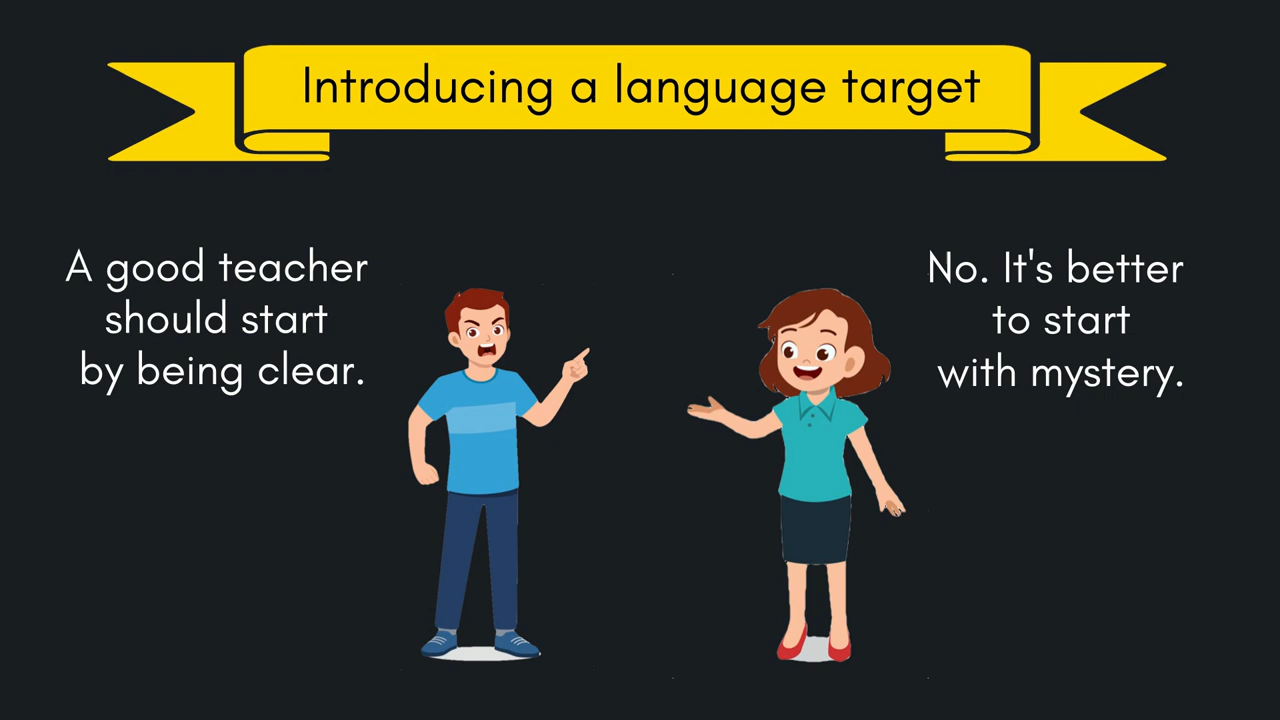 Introducing a language target
A good teacher
should start
by being clear.
No. It's better
to start
with mystery.